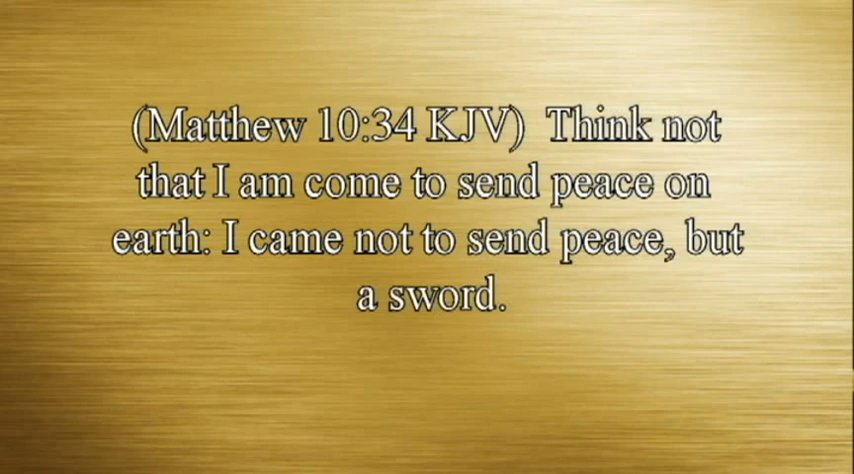 (Matthew 10:34 KJV)  Think not
that I am come to send peace on
earth: I came not to send peace, but
a sword.